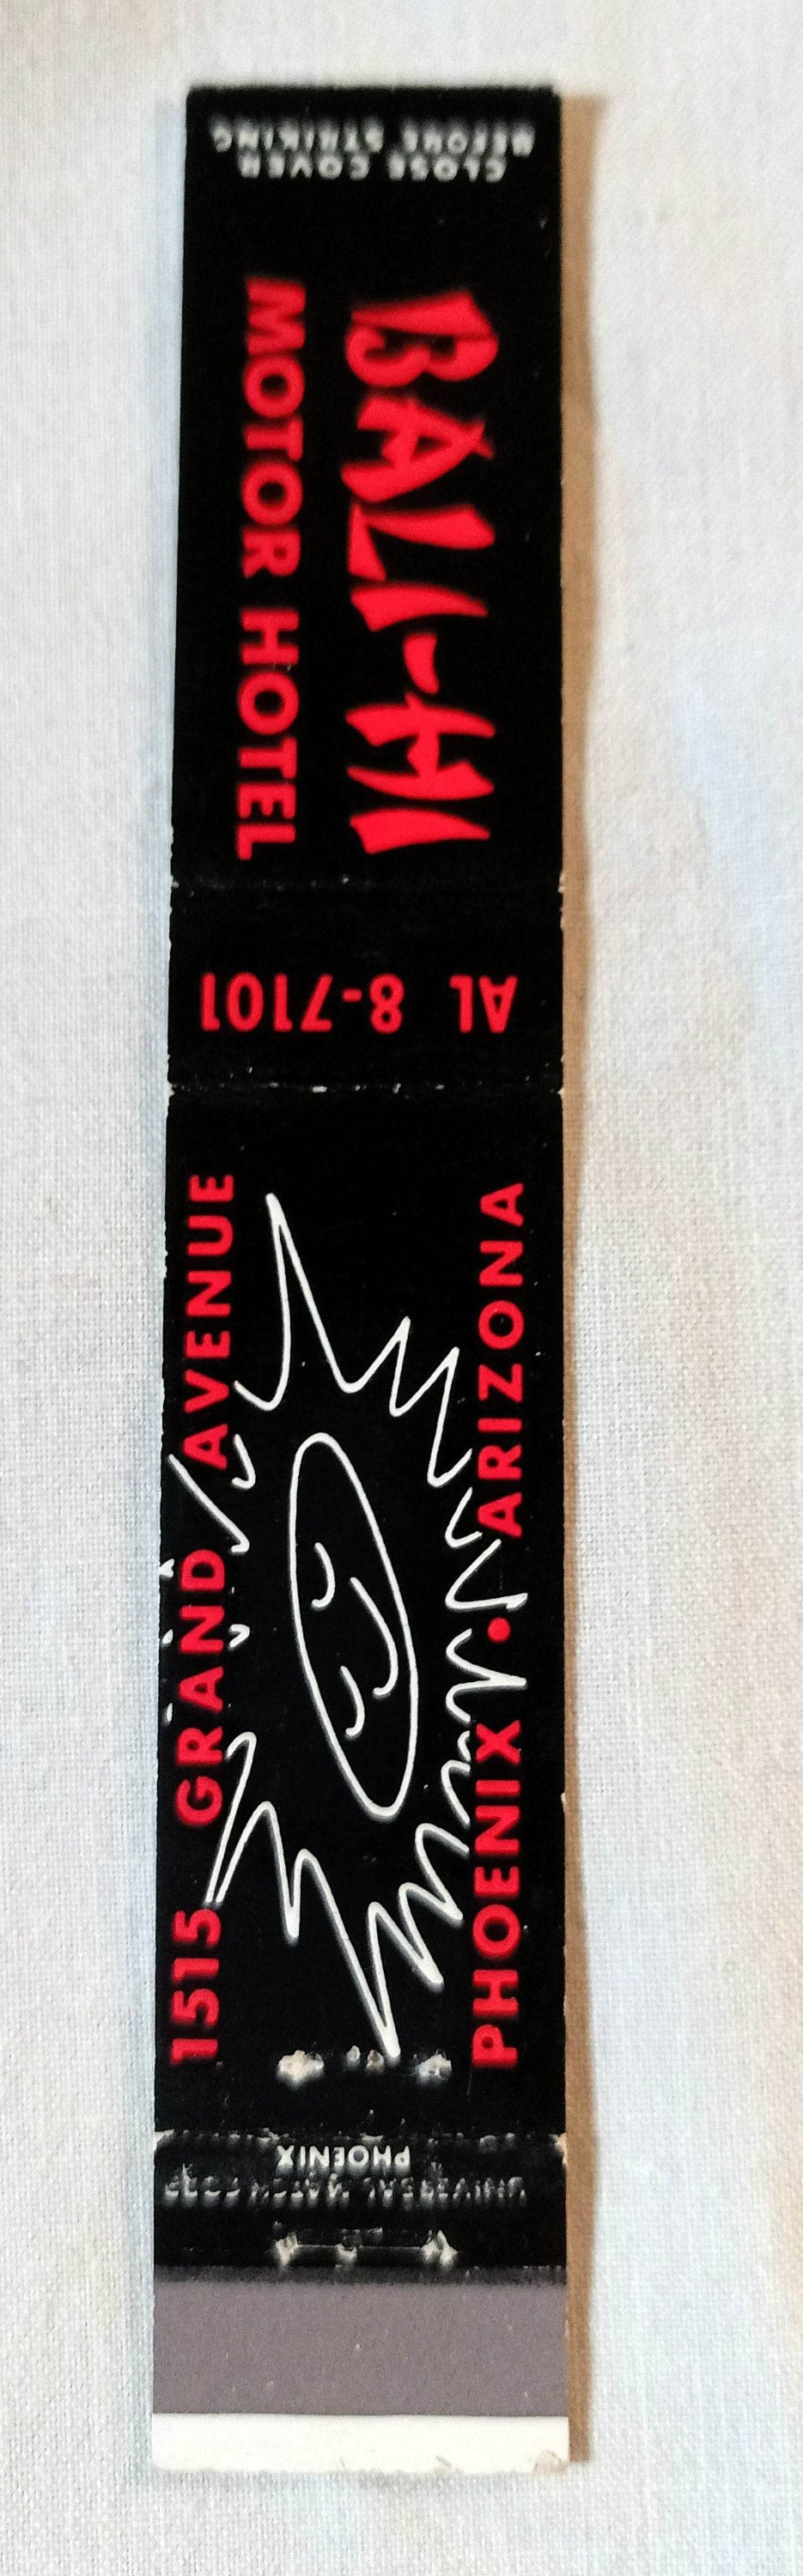 CLOSE COVER
BEFORE STRIKING
BALI-HI
MOTOR HOTEL
AL 8-7101
1515 GRAND AVENUE
PHOENIX • ARIZONA
UNIVERSAL MATCH CORP
PHOENIX